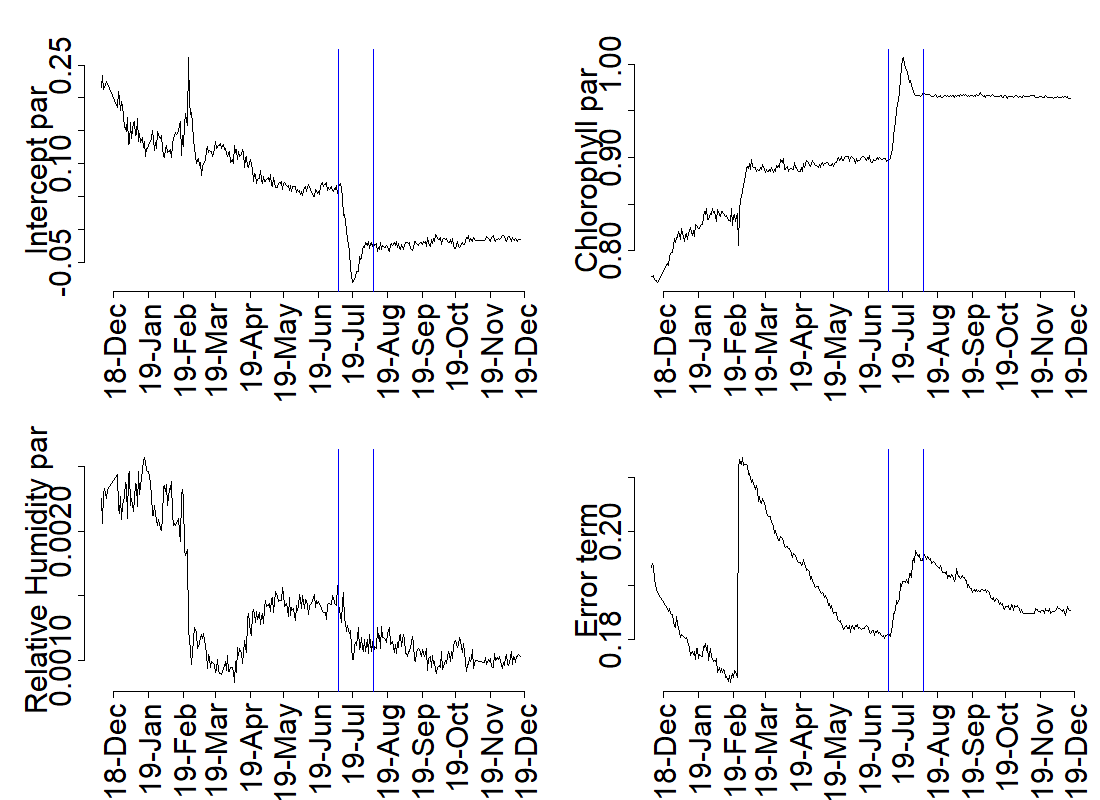 Intercept par
-0.05 0.10 0.25
18-Dec 19-Jan 19-Feb 19-Mar 19-Apr 19-May 19-Jun 19-Jul 19-Aug 19-Sep 19-Oct 19-Nov 19-Dec
Chlorophyll par
0.80 0.90 1.00
18-Dec 19-Jan 19-Feb 19-Mar 19-Apr 19-May 19-Jun 19-Jul 19-Aug 19-Sep 19-Oct 19-Nov 19-Dec
Relative Humidity par
0.0010 0.0020
18-Dec 19-Jan 19-Feb 19-Mar 19-Apr 19-May 19-Jun 19-Jul 19-Aug 19-Sep 19-Oct 19-Nov 19-Dec
Error term
0.18 0.20
18-Dec 19-Jan 19-Feb 19-Mar 19-Apr 19-May 19-Jun 19-Jul 19-Aug 19-Sep 19-Oct 19-Nov 19-Dec